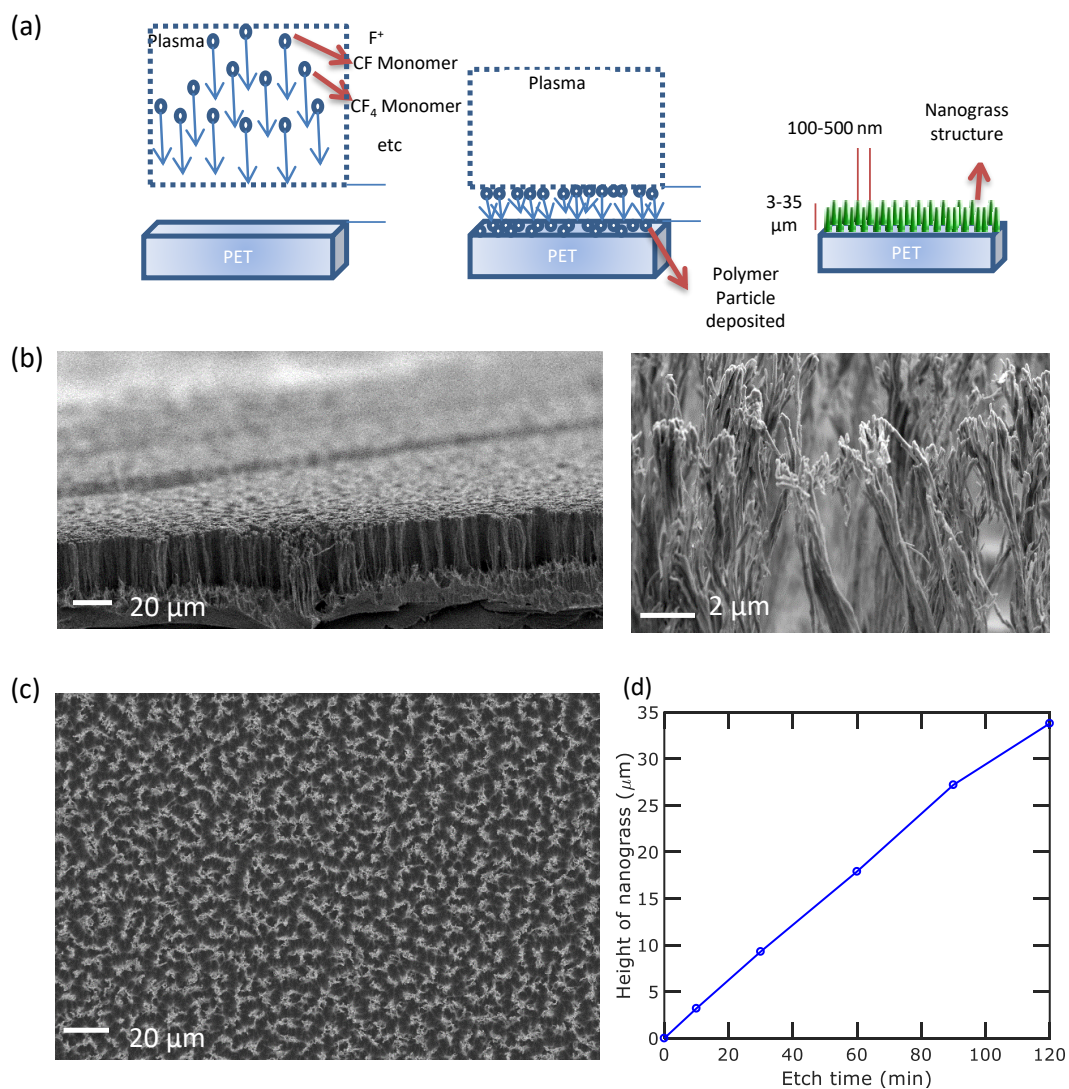 (a)
Plasma
F+
CF Monomer
CF4 Monomer
etc
PET
Plasma
PET
Polymer
Particle
deposited
100-500 nm
Nanograss
structure
3-35
μm
PET
(b)
20 μm
2 μm
(c)
20 μm
(d)
Height of nanograss (μm)
35
30
25
20
15
10
5
0
0 20 40 60 80 100 120
Etch time (min)